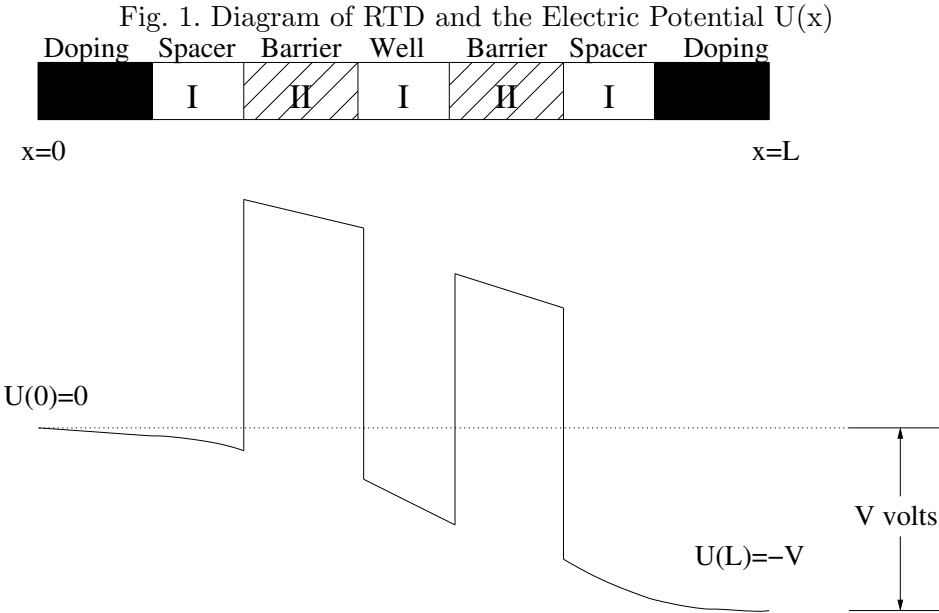 Fig. 1. Diagram of RTD and the Electric Potential U(x)
Doping Spacer Barrier Well Barrier Spacer Doping
I II I II I
x=0 x=L
U(0)=0
V volts
U(L)=−V